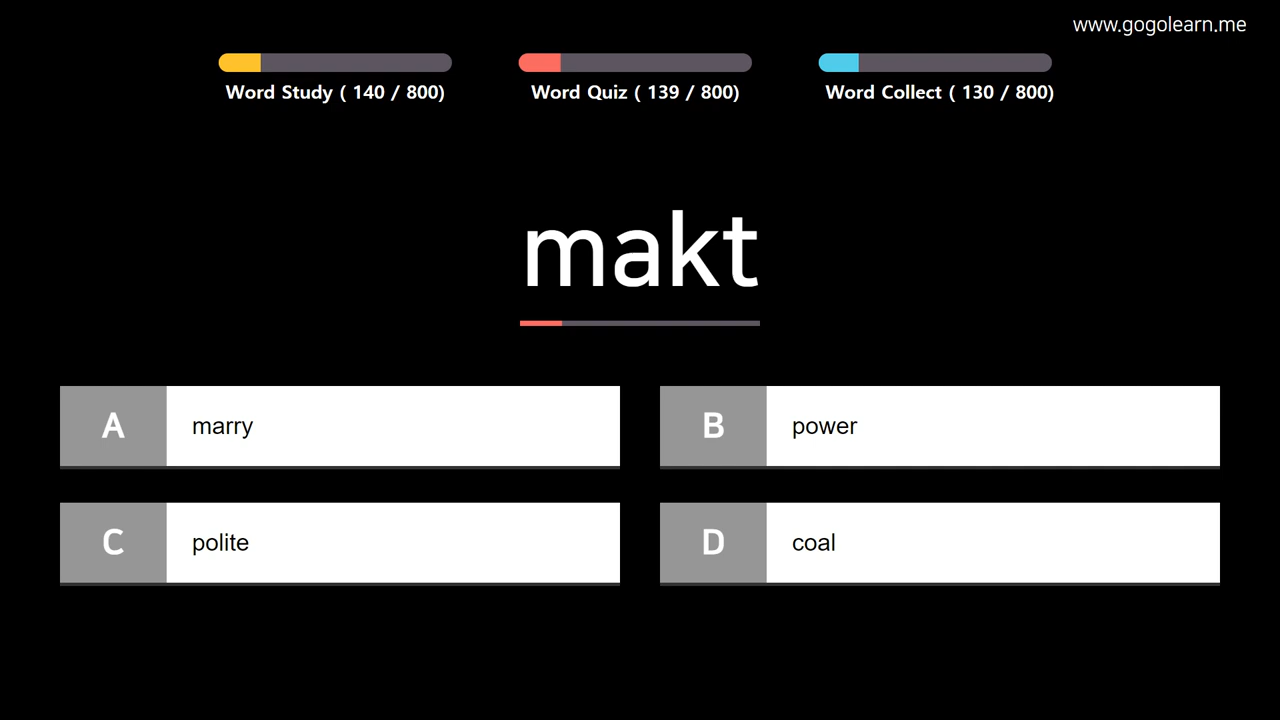 www.gogolearn.me
Word Study ( 140 / 800)
Word Quiz ( 139 / 800)
Word Collect ( 130 / 800)
makt
A
marry
B
power
C
polite
D
coal